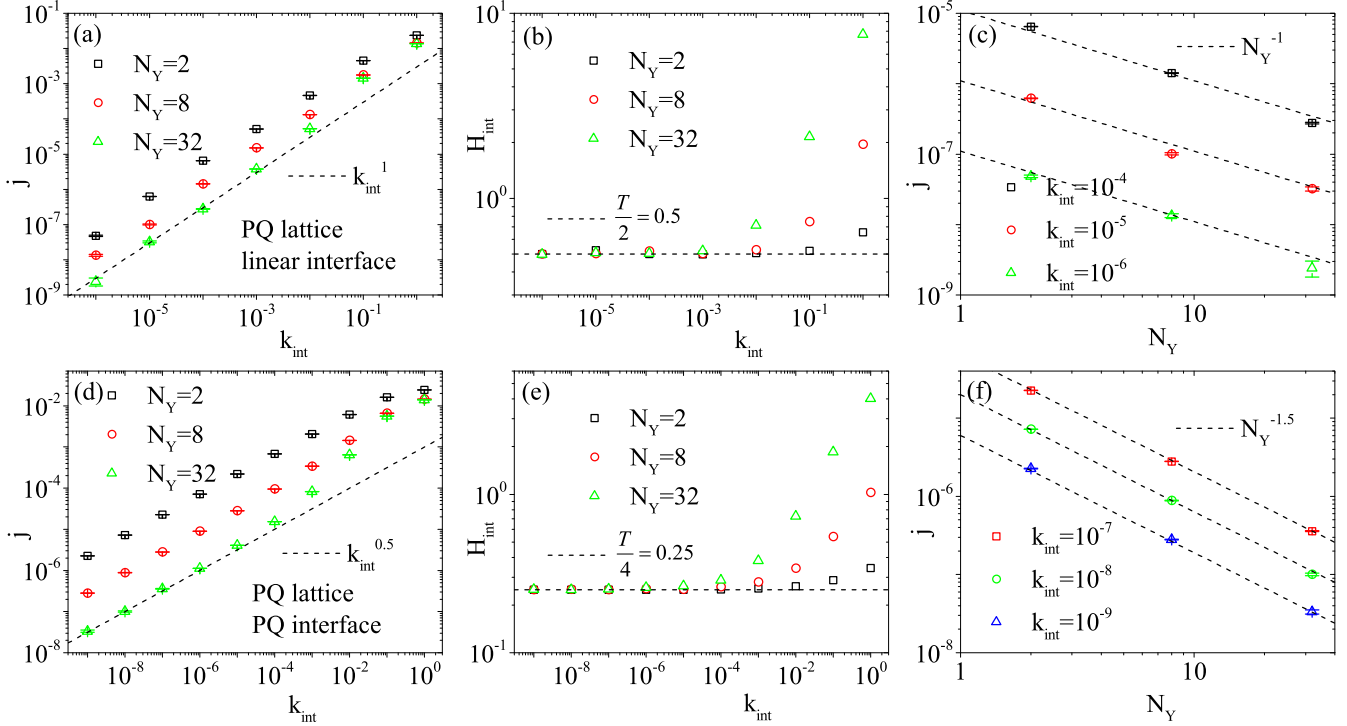 (a)
N_Y=2
N_Y=8
N_Y=32
k_int^1
PQ lattice
linear interface
10^-1
10^-3
10^-5
10^-7
10^-9
j
10^-5
10^-3
10^-1
k_int
(b)
N_Y=2
N_Y=8
N_Y=32
T/2 = 0.5
10^1
10^0
H_int
10^-5
10^-3
10^-1
k_int
(c)
N_Y^-1
k_int=10^-4
k_int=10^-5
k_int=10^-6
10^-5
10^-7
10^-9
j
1
10
N_Y
(d)
N_Y=2
N_Y=8
N_Y=32
k_int^0.5
PQ lattice
PQ interface
10^-2
10^-4
10^-6
10^-8
j
10^-8
10^-6
10^-4
10^-2
10^0
k_int
(e)
N_Y=2
N_Y=8
N_Y=32
T/4 = 0.25
10^0
10^-1
H_int
10^-8
10^-6
10^-4
10^-2
10^0
k_int
(f)
N_Y^-1.5
k_int=10^-7
k_int=10^-8
k_int=10^-9
10^-6
10^-7
10^-8
j
1
10
N_Y